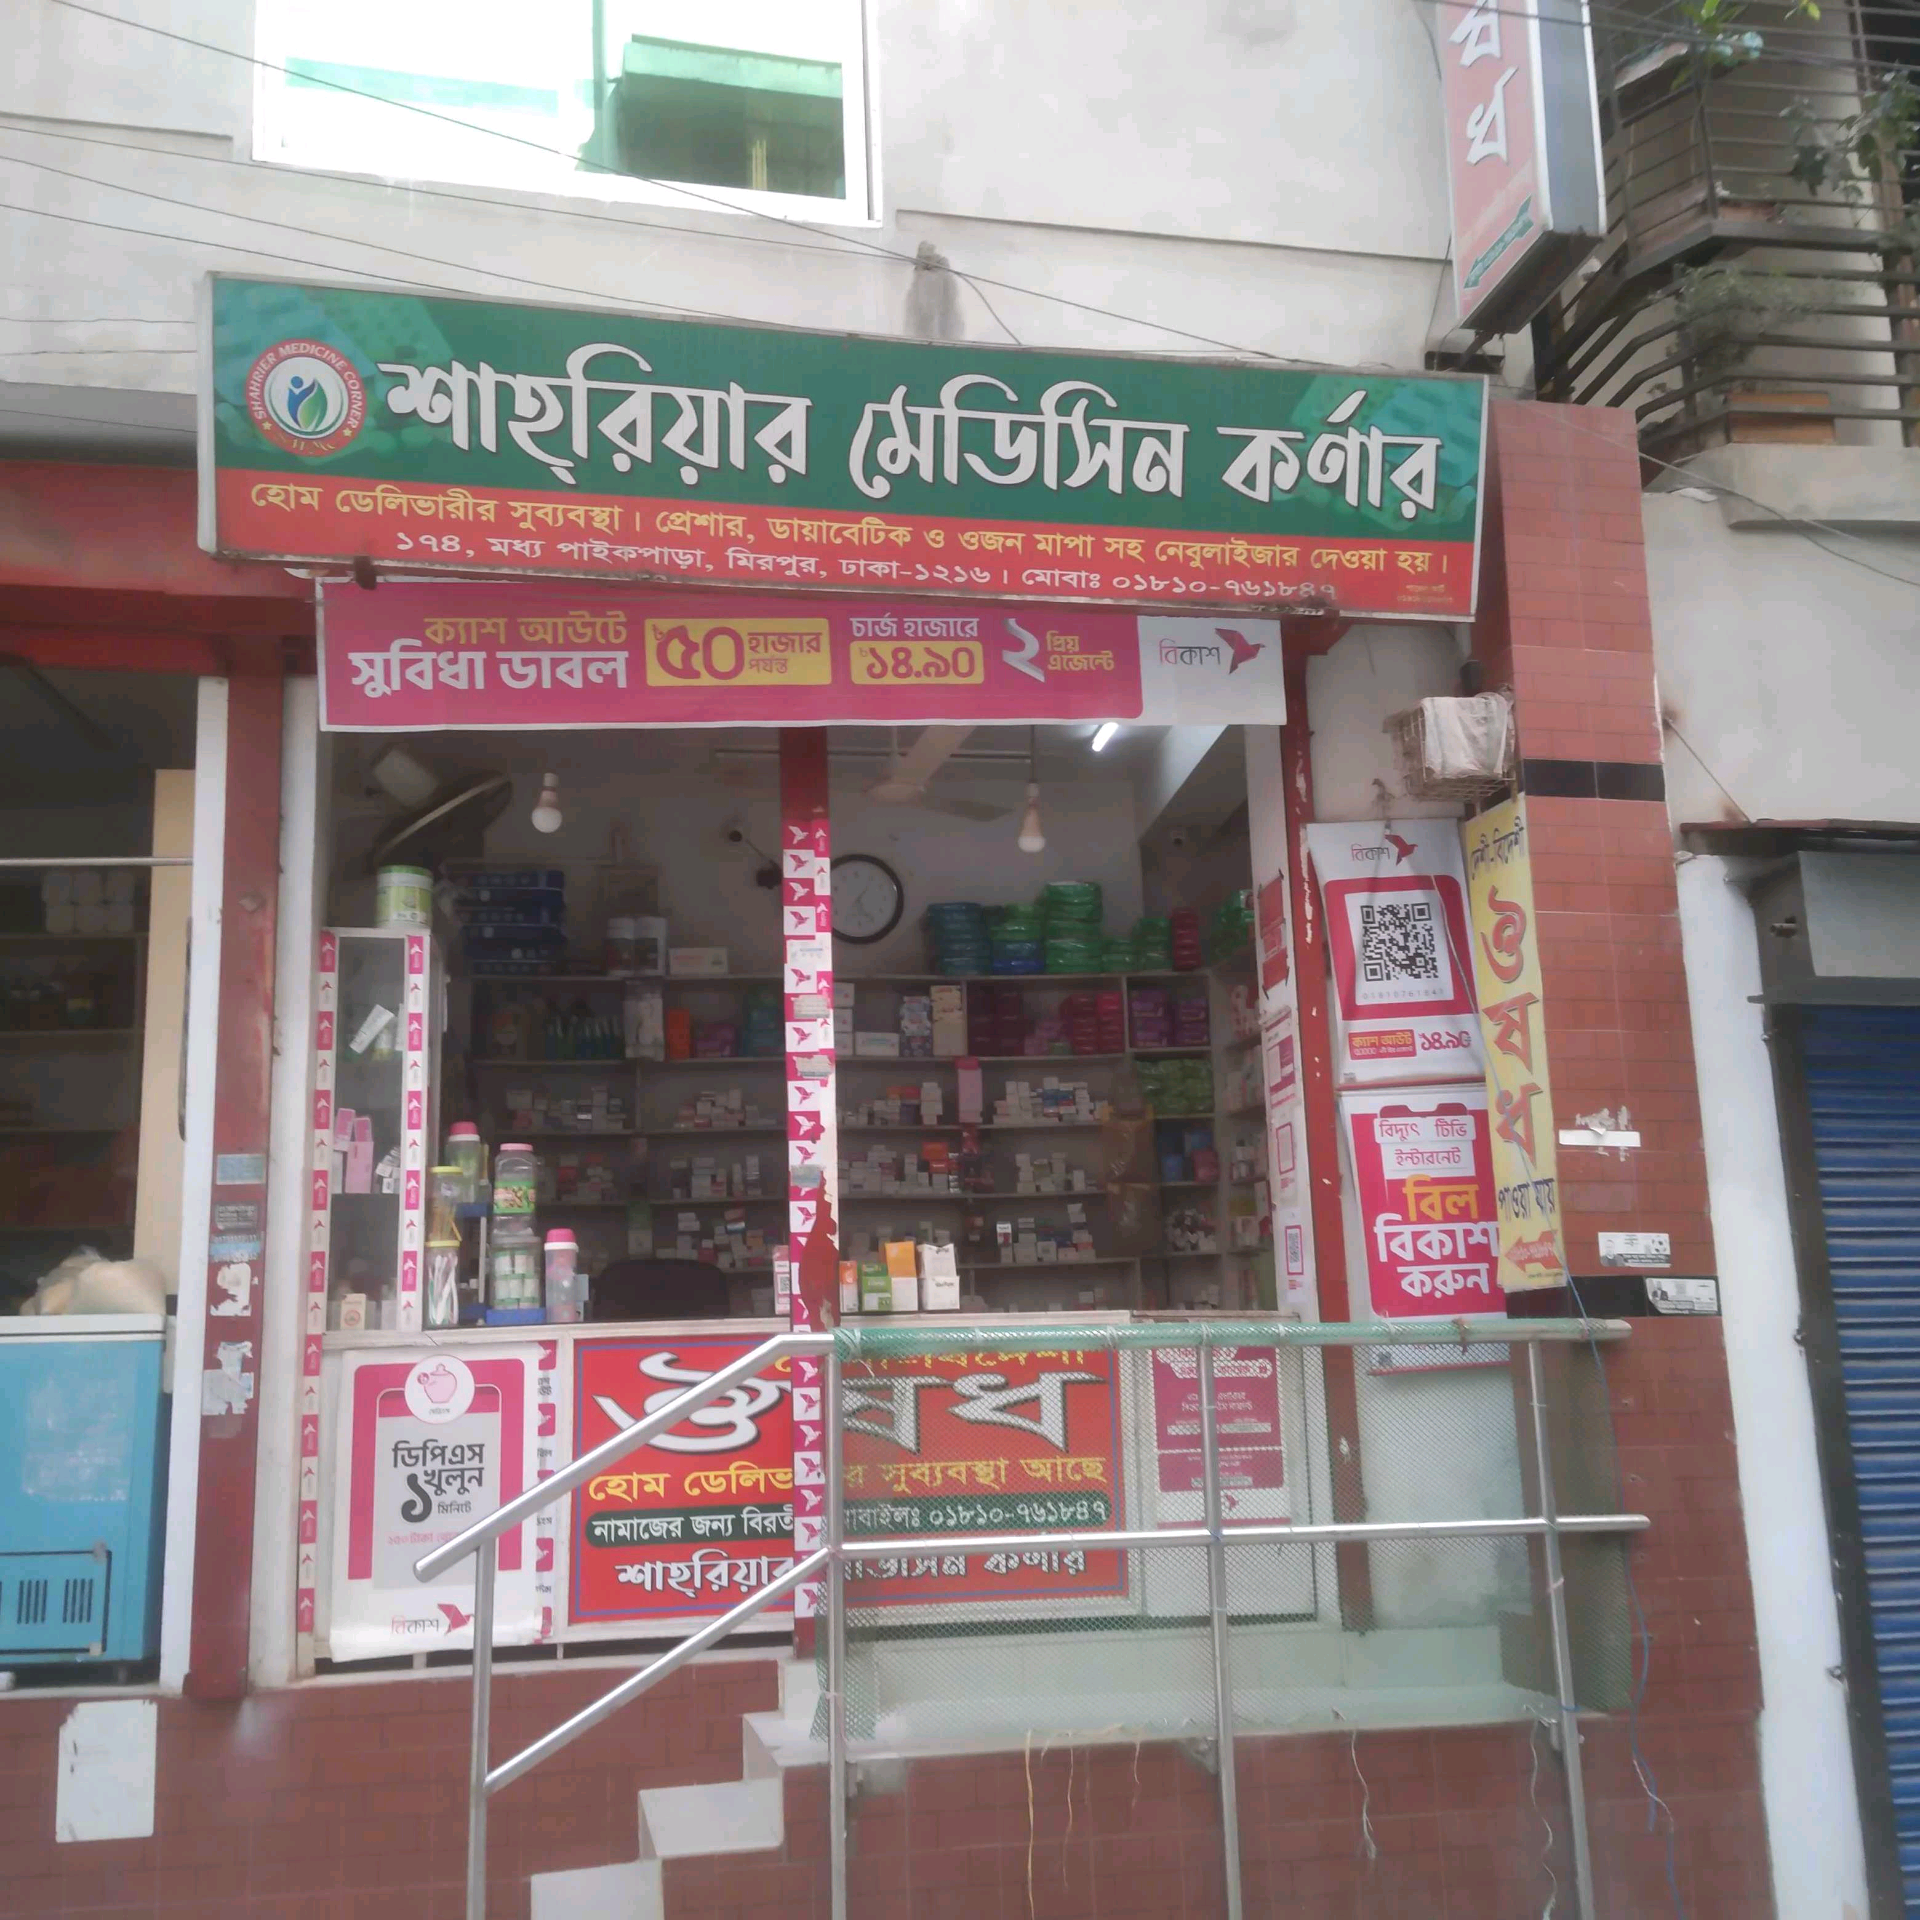 ষ
ধ
SHAHRIER MEDICINE CORNER
শাহ্‌রিয়ার মেডিসিন কর্ণার
হোম ডেলিভারীর সুব্যবস্থা। প্রেশার, ডায়াবেটিক ও ওজন মাপা সহ নেবুলাইজার দেওয়া হয়।
১৭৪, মধ্য পাইকপাড়া, মিরপুর, ঢাকা-১২১৬। মোবাঃ ০১৮১০-৭৬১৮৪৭
ক্যাশ আউটে
সুবিধা ডাবল
৳৫০ হাজার পর্যন্ত
চার্জ হাজারে
৳১৪.৯০
২ প্রিয় এজেন্টে
বিকাশ
বিকাশ
01810761847
ক্যাশ আউট ১৪.৯০
দেশী-বিদেশী
ঔষধ
পাওয়া যায়
বিদ্যুৎ টিভি
ইন্টারনেট
বিল
বিকাশ
করুন
ডিপিএস
খুলুন
১ মিনিটে
বিকাশ
ঔষধ
হোম ডেলিভ র সুব্যবস্থা আছে
নামাজের জন্য বিরতী মোবাইলঃ ০১৮১০-৭৬১৮৪৭
শাহ্‌রিয়ার মেডিসিন কর্ণার